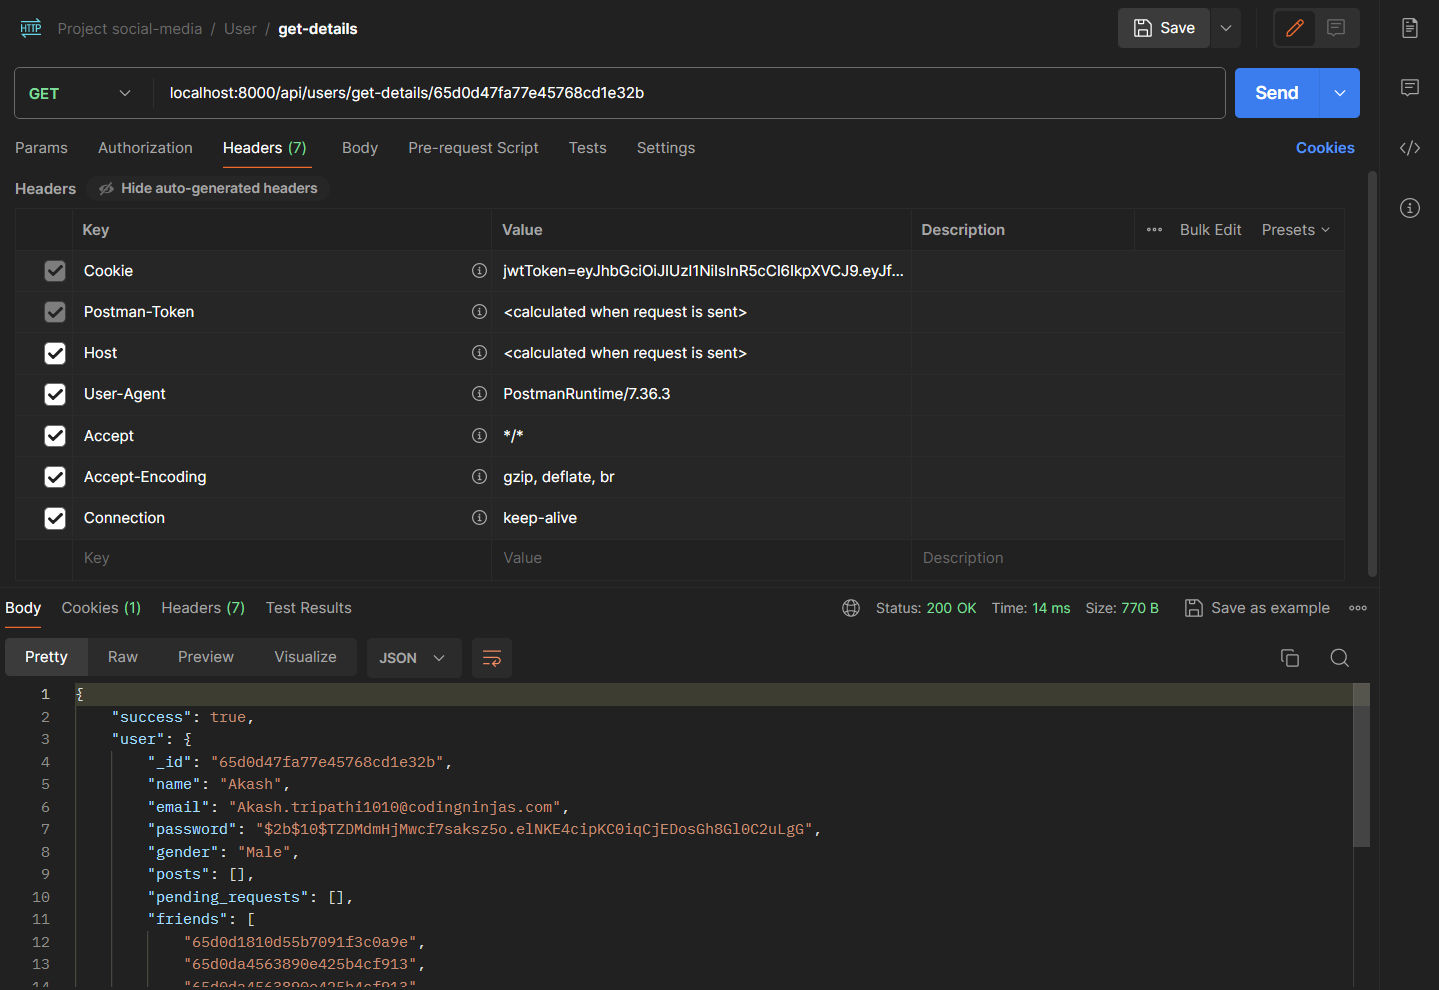 HTTP Project social-media / User / get-details Save
GET localhost:8000/api/users/get-details/65d0d47fa77e45768cd1e32b Send
Params Authorization Headers (7) Body Pre-request Script Tests Settings Cookies
Headers Hide auto-generated headers
Key Value Description Bulk Edit Presets
Cookie jwtToken=eyJhbGciOiJIUzI1NiIsInR5cCI6IkpXVCJ9.eyJf...
Postman-Token <calculated when request is sent>
Host <calculated when request is sent>
User-Agent PostmanRuntime/7.36.3
Accept */*
Accept-Encoding gzip, deflate, br
Connection keep-alive
Key Value Description
Body Cookies (1) Headers (7) Test Results Status: 200 OK Time: 14 ms Size: 770 B Save as example
Pretty Raw Preview Visualize JSON
1 {
2 "success": true,
3 "user": {
4 "_id": "65d0d47fa77e45768cd1e32b",
5 "name": "Akash",
6 "email": "Akash.tripathi1010@codingninjas.com",
7 "password": "$2b$10$TZDMdmHjMwcf7saksz5o.elNKE4cipKC0iqCjEDosGh8Gl0C2uLgG",
8 "gender": "Male",
9 "posts": [],
10 "pending_requests": [],
11 "friends": [
12 "65d0d1810d55b7091f3c0a9e",
13 "65d0da4563890e425b4cf913",
14 "65d0da4563890e425b4cf913"